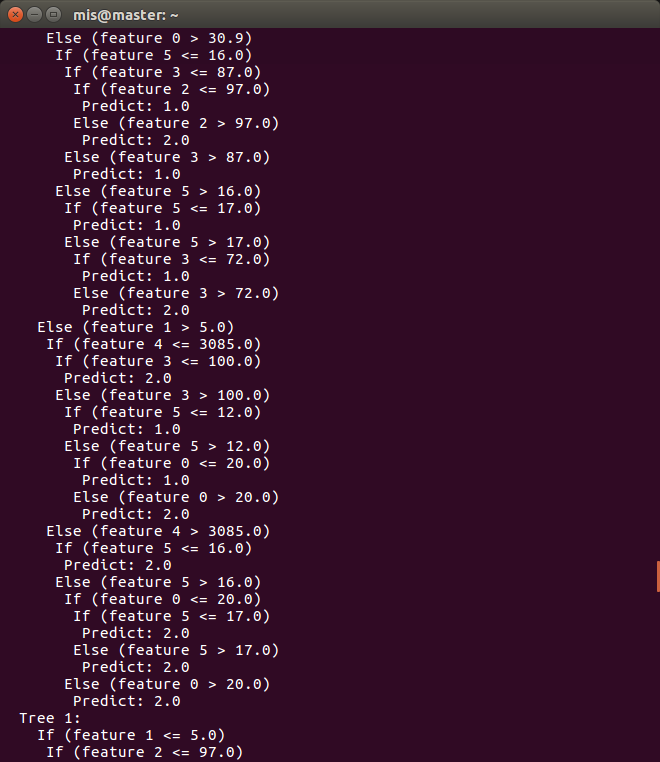 mis@master: ~
Else (feature 0 > 30.9)
If (feature 5 <= 16.0)
If (feature 3 <= 87.0)
If (feature 2 <= 97.0)
Predict: 1.0
Else (feature 2 > 97.0)
Predict: 2.0
Else (feature 3 > 87.0)
Predict: 1.0
Else (feature 5 > 16.0)
If (feature 5 <= 17.0)
Predict: 1.0
Else (feature 5 > 17.0)
If (feature 3 <= 72.0)
Predict: 1.0
Else (feature 3 > 72.0)
Predict: 2.0
Else (feature 1 > 5.0)
If (feature 4 <= 3085.0)
If (feature 3 <= 100.0)
Predict: 2.0
Else (feature 3 > 100.0)
If (feature 5 <= 12.0)
Predict: 1.0
Else (feature 5 > 12.0)
If (feature 0 <= 20.0)
Predict: 1.0
Else (feature 0 > 20.0)
Predict: 2.0
Else (feature 4 > 3085.0)
If (feature 5 <= 16.0)
Predict: 2.0
Else (feature 5 > 16.0)
If (feature 0 <= 20.0)
If (feature 5 <= 17.0)
Predict: 2.0
Else (feature 5 > 17.0)
Predict: 2.0
Else (feature 0 > 20.0)
Predict: 2.0
Tree 1:
If (feature 1 <= 5.0)
If (feature 2 <= 97.0)